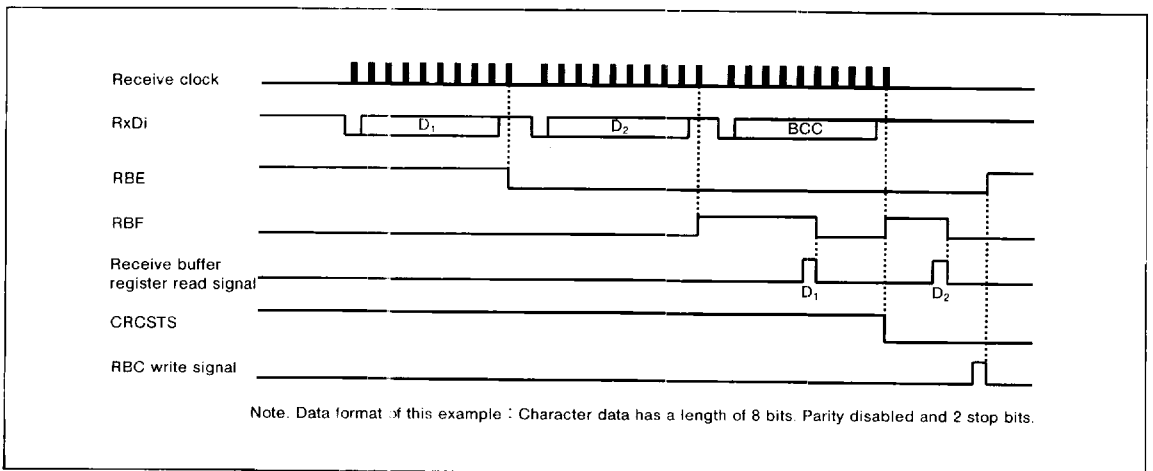 Receive clock
RxDi
D₁
D₂
BCC
RBE
RBF
Receive buffer
register read signal
D₁
D₂
CRCSTS
RBC write signal
Note. Data format of this example : Character data has a length of 8 bits. Parity disabled and 2 stop bits.